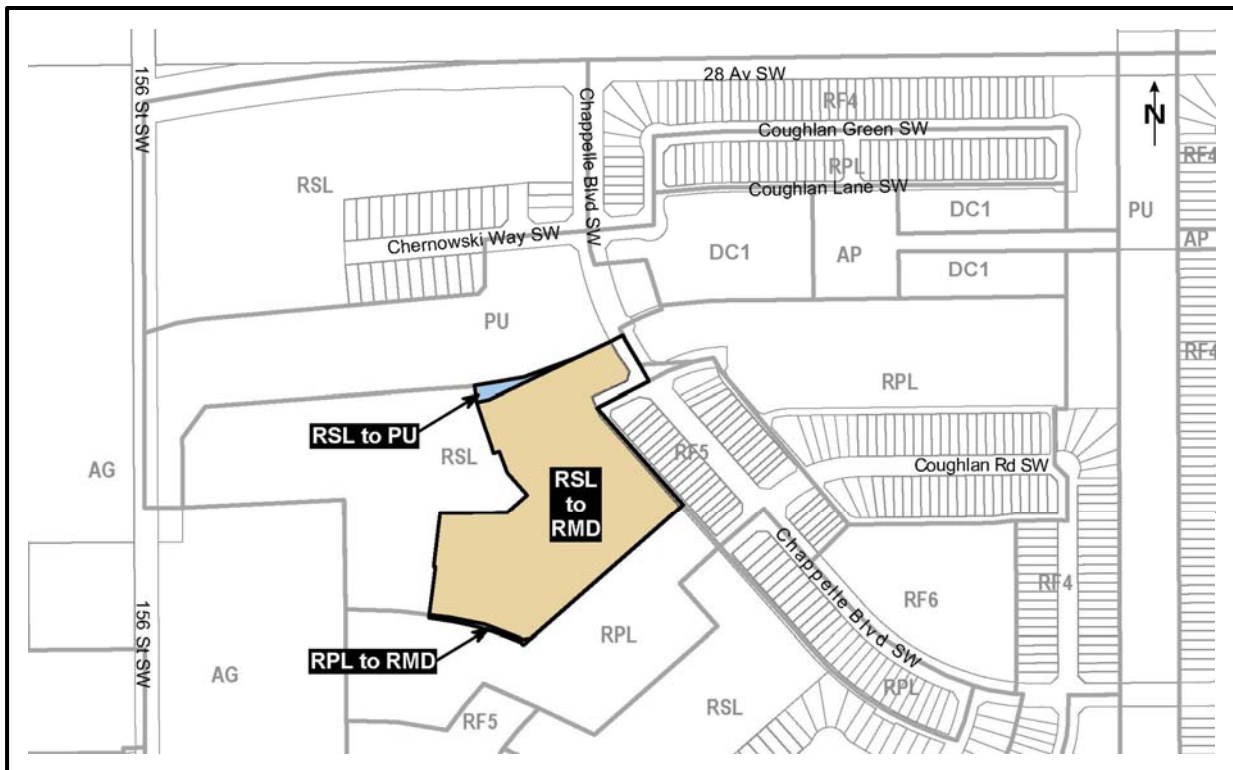 28 Av SW
156 St SW
Chappelle Blvd SW
RF4
N
Coughlan Green SW
RPL
RF4
RSL
Coughlan Lane SW
DC1
PU
Chernowski Way SW
DC1
AP
AP
DC1
PU
RF4
RPL
RSL to PU
RSL
RF5
AG
Coughlan Rd SW
RSL
to
RMD
Chappelle Blvd SW
RF4
RF6
156 St SW
RPL
RPL to RMD
AG
RPL
RSL
RF5